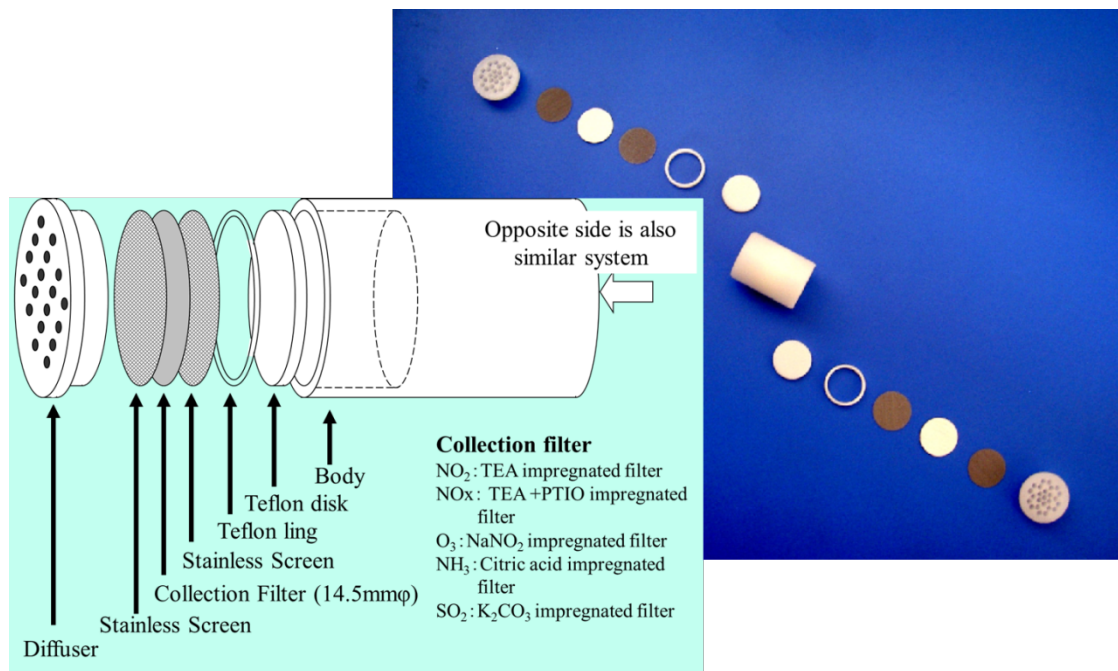 Opposite side is also
similar system
Body
Teflon disk
Teflon ling
Stainless Screen
Collection Filter (14.5mmφ)
Stainless Screen
Diffuser
Collection filter
NO₂ : TEA impregnated filter
NOx : TEA +PTIO impregnated
filter
O₃ : NaNO₂ impregnated filter
NH₃ : Citric acid impregnated
filter
SO₂ : K₂CO₃ impregnated filter